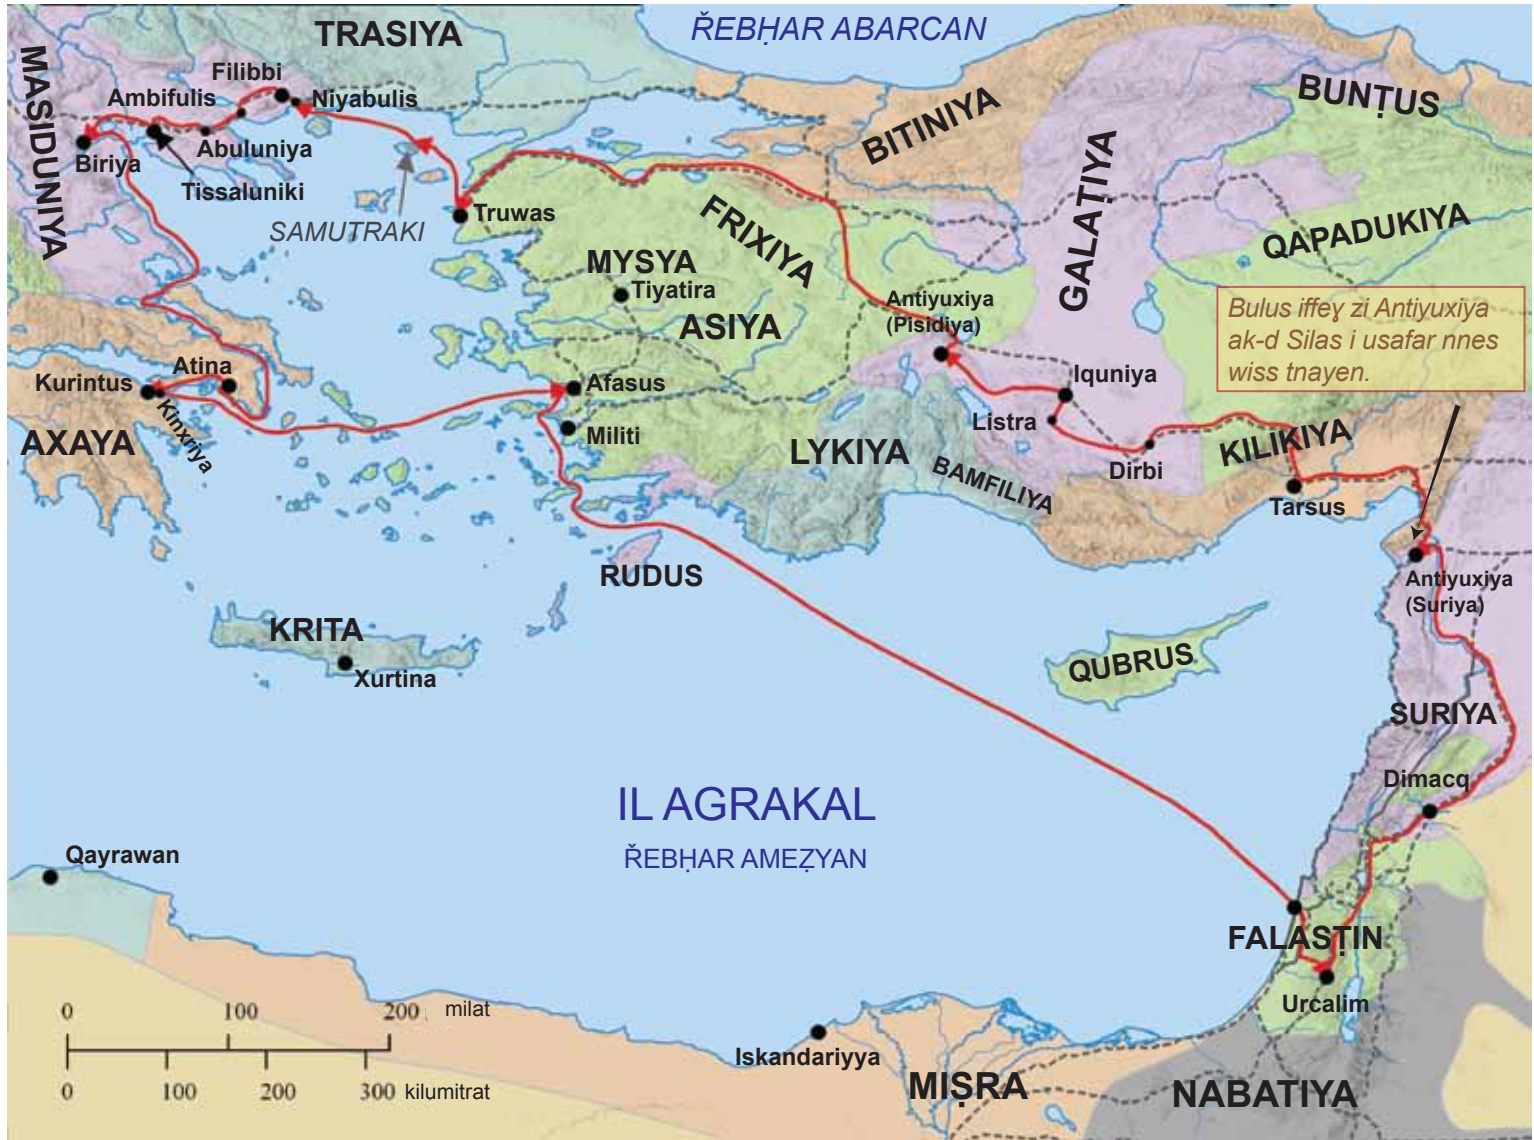 TRASIYA
ŘEBḤAR ABARCAN
MASIDUNIYA
Filibbi
Ambifulis
Niyabulis
BITINIYA
BUNṬUS
Abuluniya
Biriya
Tissaluniki
GALAṬIYA
Truwas
SAMUTRAKI
FRIXIYA
QAPADUKIYA
MYSYA
Tiyatira
ASIYA
Antiyuxiya
(Pisidiya)
Bulus iffeɣ zi Antiyuxiya
ak-d Silas i usafar nnes
wiss tnayen.
Atina
Kurintus
Kinxriya
Afasus
Iquniya
AXAYA
Militi
Listra
LYKIYA
BAMFILIYA
Dirbi
KILIKIYA
Tarsus
RUDUS
Antiyuxiya
(Suriya)
KRITA
Xurtina
QUBRUS
SURIYA
Dimacq
IL AGRAKAL
ŘEBḤAR AMEẒYAN
Qayrawan
FALASṬIN
Urcalim
0 100 200 milat
0 100 200 300 kilumitrat
Iskandariyya
MIṢRA
NABATIYA